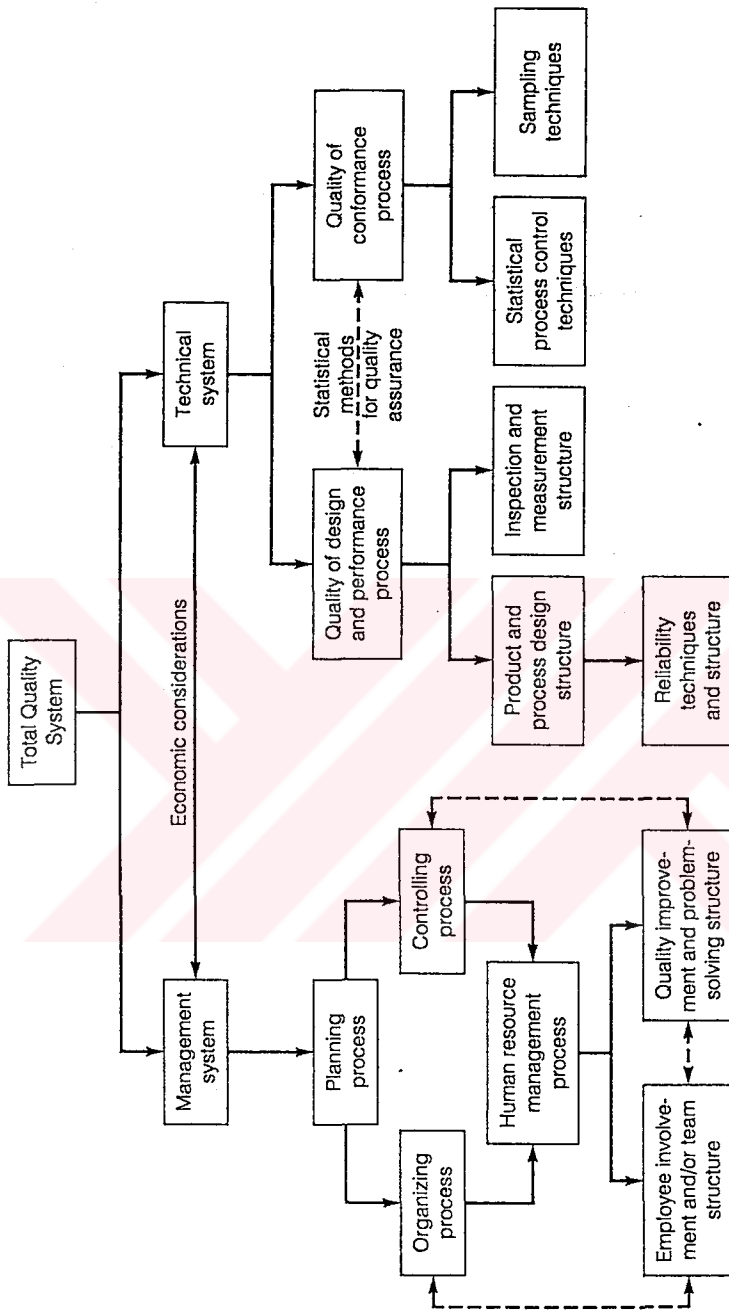 Total Quality
System
Economic considerations
Management
system
Technical
system
Planning
process
Organizing
process
Controlling
process
Human resource
management
process
Employee involve-
ment and/or team
structure
Quality improve-
ment and problem-
solving structure
Quality of design
and performance
process
Statistical
methods
for quality
assurance
Quality of
conformance
process
Product and
process design
structure
Inspection and
measurement
structure
Statistical
process control
techniques
Sampling
techniques
Reliability
techniques
and structure